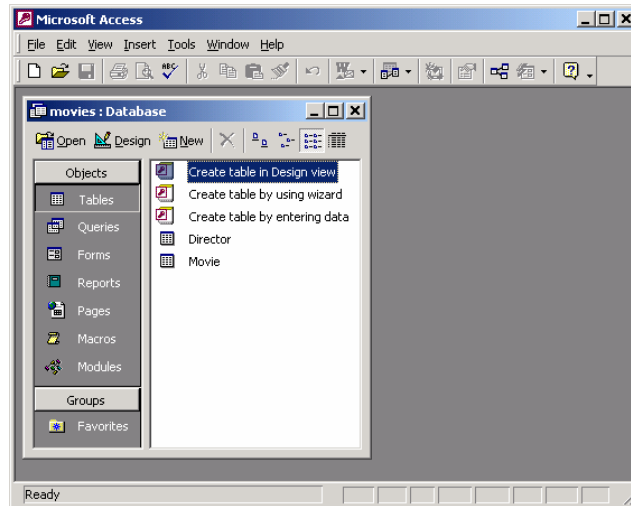 Microsoft Access
File Edit View Insert Tools Window Help
ABC
movies : Database
Open Design New
Objects
Tables
Queries
Forms
Reports
Pages
Macros
Modules
Groups
Favorites
Create table in Design view
Create table by using wizard
Create table by entering data
Director
Movie
Ready